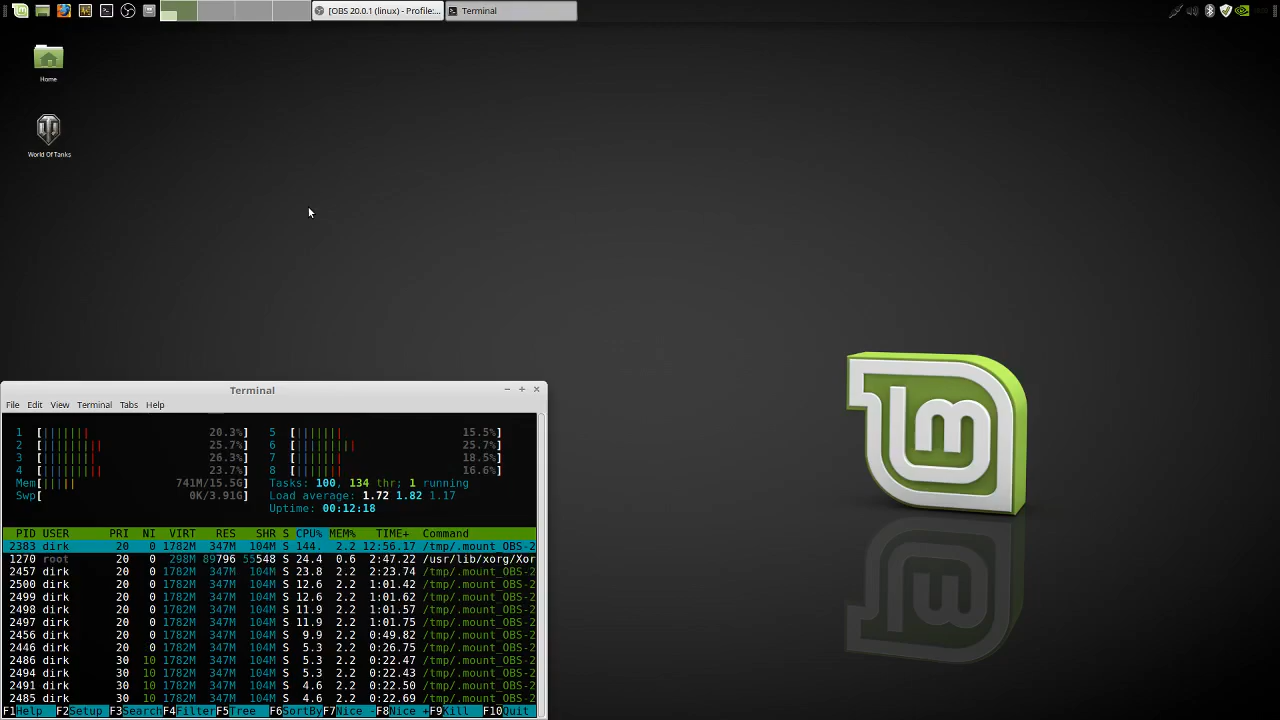 [OBS 20.0.1 (linux) - Profile:...
Terminal
Home
World Of Tanks
Terminal
File Edit View Terminal Tabs Help
1 [||||||| 20.3%] 5 [||||||| 15.5%]
2 [||||||||| 25.7%] 6 [||||||||| 25.7%]
3 [||||||||| 26.3%] 7 [||||||| 18.5%]
4 [||||||||| 23.7%] 8 [||||||| 16.6%]
Mem[||||| 741M/15.5G] Tasks: 100, 134 thr; 1 running
Swp[ 0K/3.91G] Load average: 1.72 1.82 1.17
Uptime: 00:12:18
PID USER PRI NI VIRT RES SHR S CPU% MEM% TIME+ Command
2383 dirk 20 0 1782M 347M 104M S 144. 2.2 12:56.17 /tmp/.mount_OBS-2
1270 root 20 0 298M 89796 55548 S 24.4 0.6 2:47.22 /usr/lib/xorg/Xor
2457 dirk 20 0 1782M 347M 104M S 23.8 2.2 2:23.74 /tmp/.mount_OBS-2
2500 dirk 20 0 1782M 347M 104M S 12.6 2.2 1:01.42 /tmp/.mount_OBS-2
2499 dirk 20 0 1782M 347M 104M S 12.6 2.2 1:01.62 /tmp/.mount_OBS-2
2498 dirk 20 0 1782M 347M 104M S 11.9 2.2 1:01.57 /tmp/.mount_OBS-2
2497 dirk 20 0 1782M 347M 104M S 11.9 2.2 1:01.75 /tmp/.mount_OBS-2
2456 dirk 20 0 1782M 347M 104M S 9.9 2.2 0:49.82 /tmp/.mount_OBS-2
2446 dirk 20 0 1782M 347M 104M S 5.3 2.2 0:26.75 /tmp/.mount_OBS-2
2486 dirk 30 10 1782M 347M 104M S 5.3 2.2 0:22.47 /tmp/.mount_OBS-2
2494 dirk 30 10 1782M 347M 104M S 5.3 2.2 0:22.43 /tmp/.mount_OBS-2
2491 dirk 30 10 1782M 347M 104M S 4.6 2.2 0:22.50 /tmp/.mount_OBS-2
2485 dirk 30 10 1782M 347M 104M S 4.6 2.2 0:22.69 /tmp/.mount_OBS-2
F1Help F2Setup F3Search F4Filter F5Tree F6SortBy F7Nice - F8Nice + F9Kill F10Quit
lm